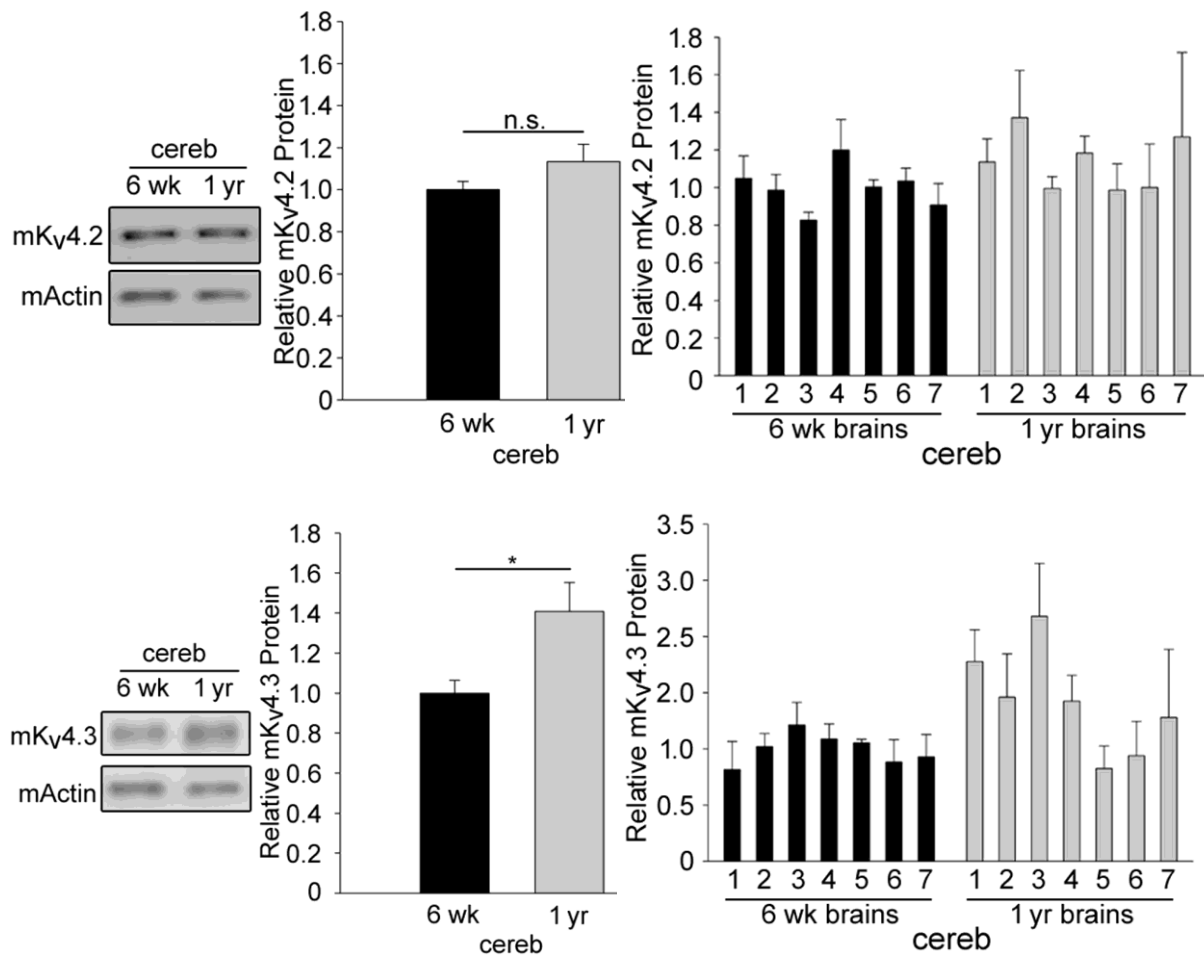 cereb
6 wk 1 yr
mKv4.2
mActin
Relative mKv4.2 Protein
1.8
1.6
1.4
1.2
1.0
0.8
0.6
0.4
0.2
0
n.s.
6 wk 1 yr
cereb
Relative mKv4.2 Protein
1.8
1.6
1.4
1.2
1.0
0.8
0.6
0.4
0.2
0
1 2 3 4 5 6 7 1 2 3 4 5 6 7
6 wk brains 1 yr brains
cereb
cereb
6 wk 1 yr
mKv4.3
mActin
Relative mKv4.3 Protein
1.8
1.6
1.4
1.2
1.0
0.8
0.6
0.4
0.2
0
*
6 wk 1 yr
cereb
Relative mKv4.3 Protein
3.5
3.0
2.5
2.0
1.0
0.5
0
1 2 3 4 5 6 7 1 2 3 4 5 6 7
6 wk brains 1 yr brains
cereb